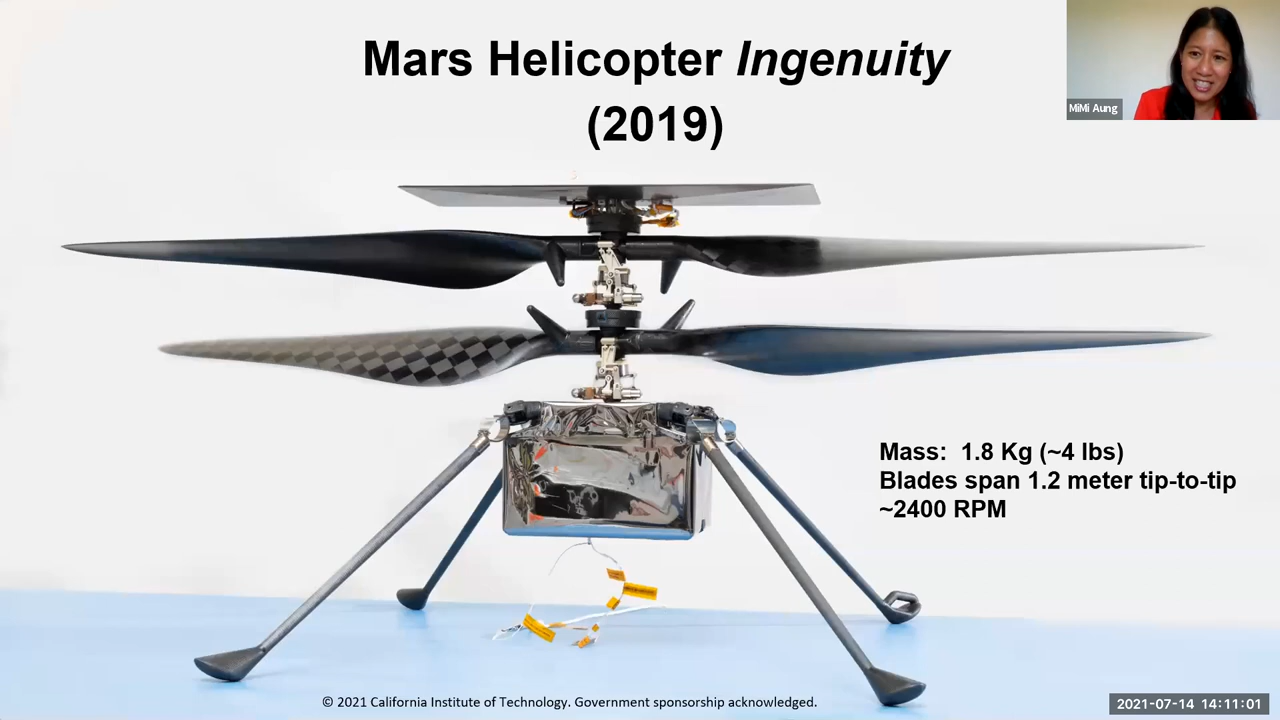 Mars Helicopter Ingenuity
(2019)
MiMi Aung
Mass:  1.8 Kg (~4 lbs)
Blades span 1.2 meter tip-to-tip
~2400 RPM
© 2021 California Institute of Technology. Government sponsorship acknowledged.
2021-07-14 14:11:01